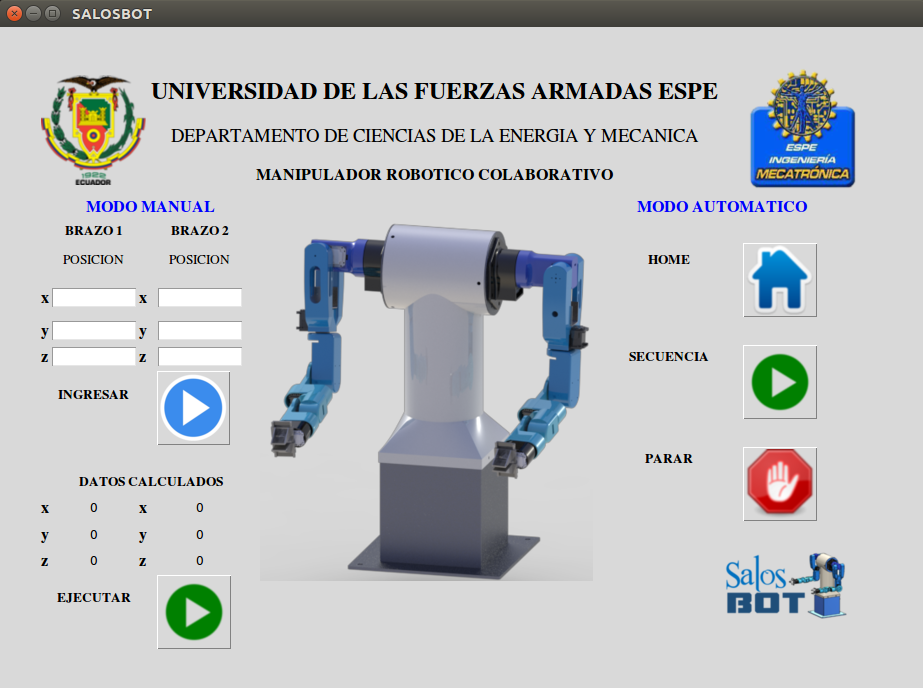 SALOSBOT
UNIVERSIDAD DE LAS FUERZAS ARMADAS ESPE
DEPARTAMENTO DE CIENCIAS DE LA ENERGIA Y MECANICA
MANIPULADOR ROBOTICO COLABORATIVO
1922
ECUADOR
ESPE
INGENIERÍA
MECATRÓNICA
MODO MANUAL
BRAZO 1 BRAZO 2
POSICION POSICION
x x
y y
z z
INGRESAR
DATOS CALCULADOS
x 0 x 0
y 0 y 0
z 0 z 0
EJECUTAR
MODO AUTOMATICO
HOME
SECUENCIA
PARAR
Salos
BOT